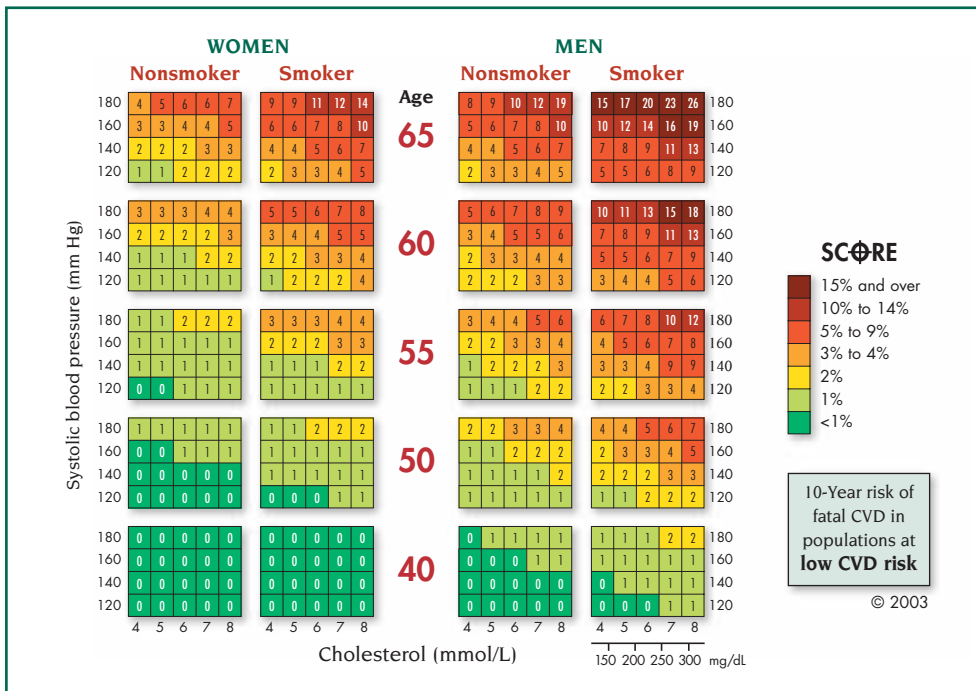 WOMEN MEN
Nonsmoker Smoker Age Nonsmoker Smoker
180 4 5 6 6 7 9 9 11 12 14 8 9 10 12 19 15 17 20 23 26 180
160 3 3 4 4 5 6 6 7 8 10 5 6 7 8 10 10 12 14 16 19 160
65
140 2 2 2 3 3 4 4 5 6 7 4 4 5 6 7 7 8 9 11 13 140
120 1 1 2 2 2 2 3 3 4 5 2 3 3 4 5 5 5 6 8 9 120
180 3 3 3 4 4 5 5 6 7 8 5 6 7 8 9 10 11 13 15 18 180
160 2 2 2 2 3 3 4 4 5 5 3 4 5 5 6 7 8 9 11 13 160
60
140 1 1 1 2 2 2 2 3 3 4 2 3 3 4 4 5 5 6 7 9 140
120 1 1 1 1 1 1 2 2 2 4 2 2 2 3 3 3 4 4 5 6 120
180 1 1 2 2 2 3 3 3 4 4 3 4 4 5 6 6 7 8 10 12 180
160 1 1 1 1 1 2 2 2 3 3 2 2 3 3 4 4 5 6 7 8 160
55
140 1 1 1 1 1 1 1 1 2 2 1 2 2 2 3 3 3 4 9 9 140
120 0 0 1 1 1 1 1 1 1 1 1 1 1 2 2 2 2 3 3 4 120
180 1 1 1 1 1 1 1 2 2 2 2 2 3 3 4 4 4 5 6 7 180
160 0 0 1 1 1 1 1 1 1 1 1 1 2 2 2 2 3 3 4 5 160
50
140 0 0 0 0 0 1 1 1 1 1 1 1 1 1 2 2 2 2 3 3 140
120 0 0 0 0 0 0 0 0 1 1 1 1 1 1 1 1 1 2 2 2 120
180 0 0 0 0 0 0 0 0 0 0 0 1 1 1 1 1 1 1 2 2 180
160 0 0 0 0 0 0 0 0 0 0 0 0 0 1 1 1 1 1 1 1 160
40
140 0 0 0 0 0 0 0 0 0 0 0 0 0 0 0 0 1 1 1 1 140
120 0 0 0 0 0 0 0 0 0 0 0 0 0 0 0 0 0 0 1 1 120
4 5 6 7 8 4 5 6 7 8 4 5 6 7 8 4 5 6 7 8
150 200 250 300 mg/dL
Systolic blood pressure (mm Hg)
Cholesterol (mmol/L)
SCORE
15% and over
10% to 14%
5% to 9%
3% to 4%
2%
1%
<1%
10-Year risk of
fatal CVD in
populations at
low CVD risk
© 2003